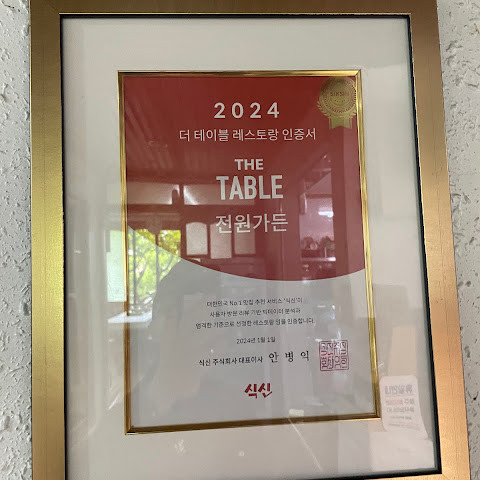 2024
더 테이블 레스토랑 인증서
THE
TABLE
전원가든
대한민국 No.1 맛집 추천 서비스 '식신'이
사용자 방문 리뷰 기반 빅데이터 분석과
엄격한 기준으로 선정한 레스토랑 임을 인증합니다
2024년 1월 1일
식신 주식회사 대표이사 안병익
식신